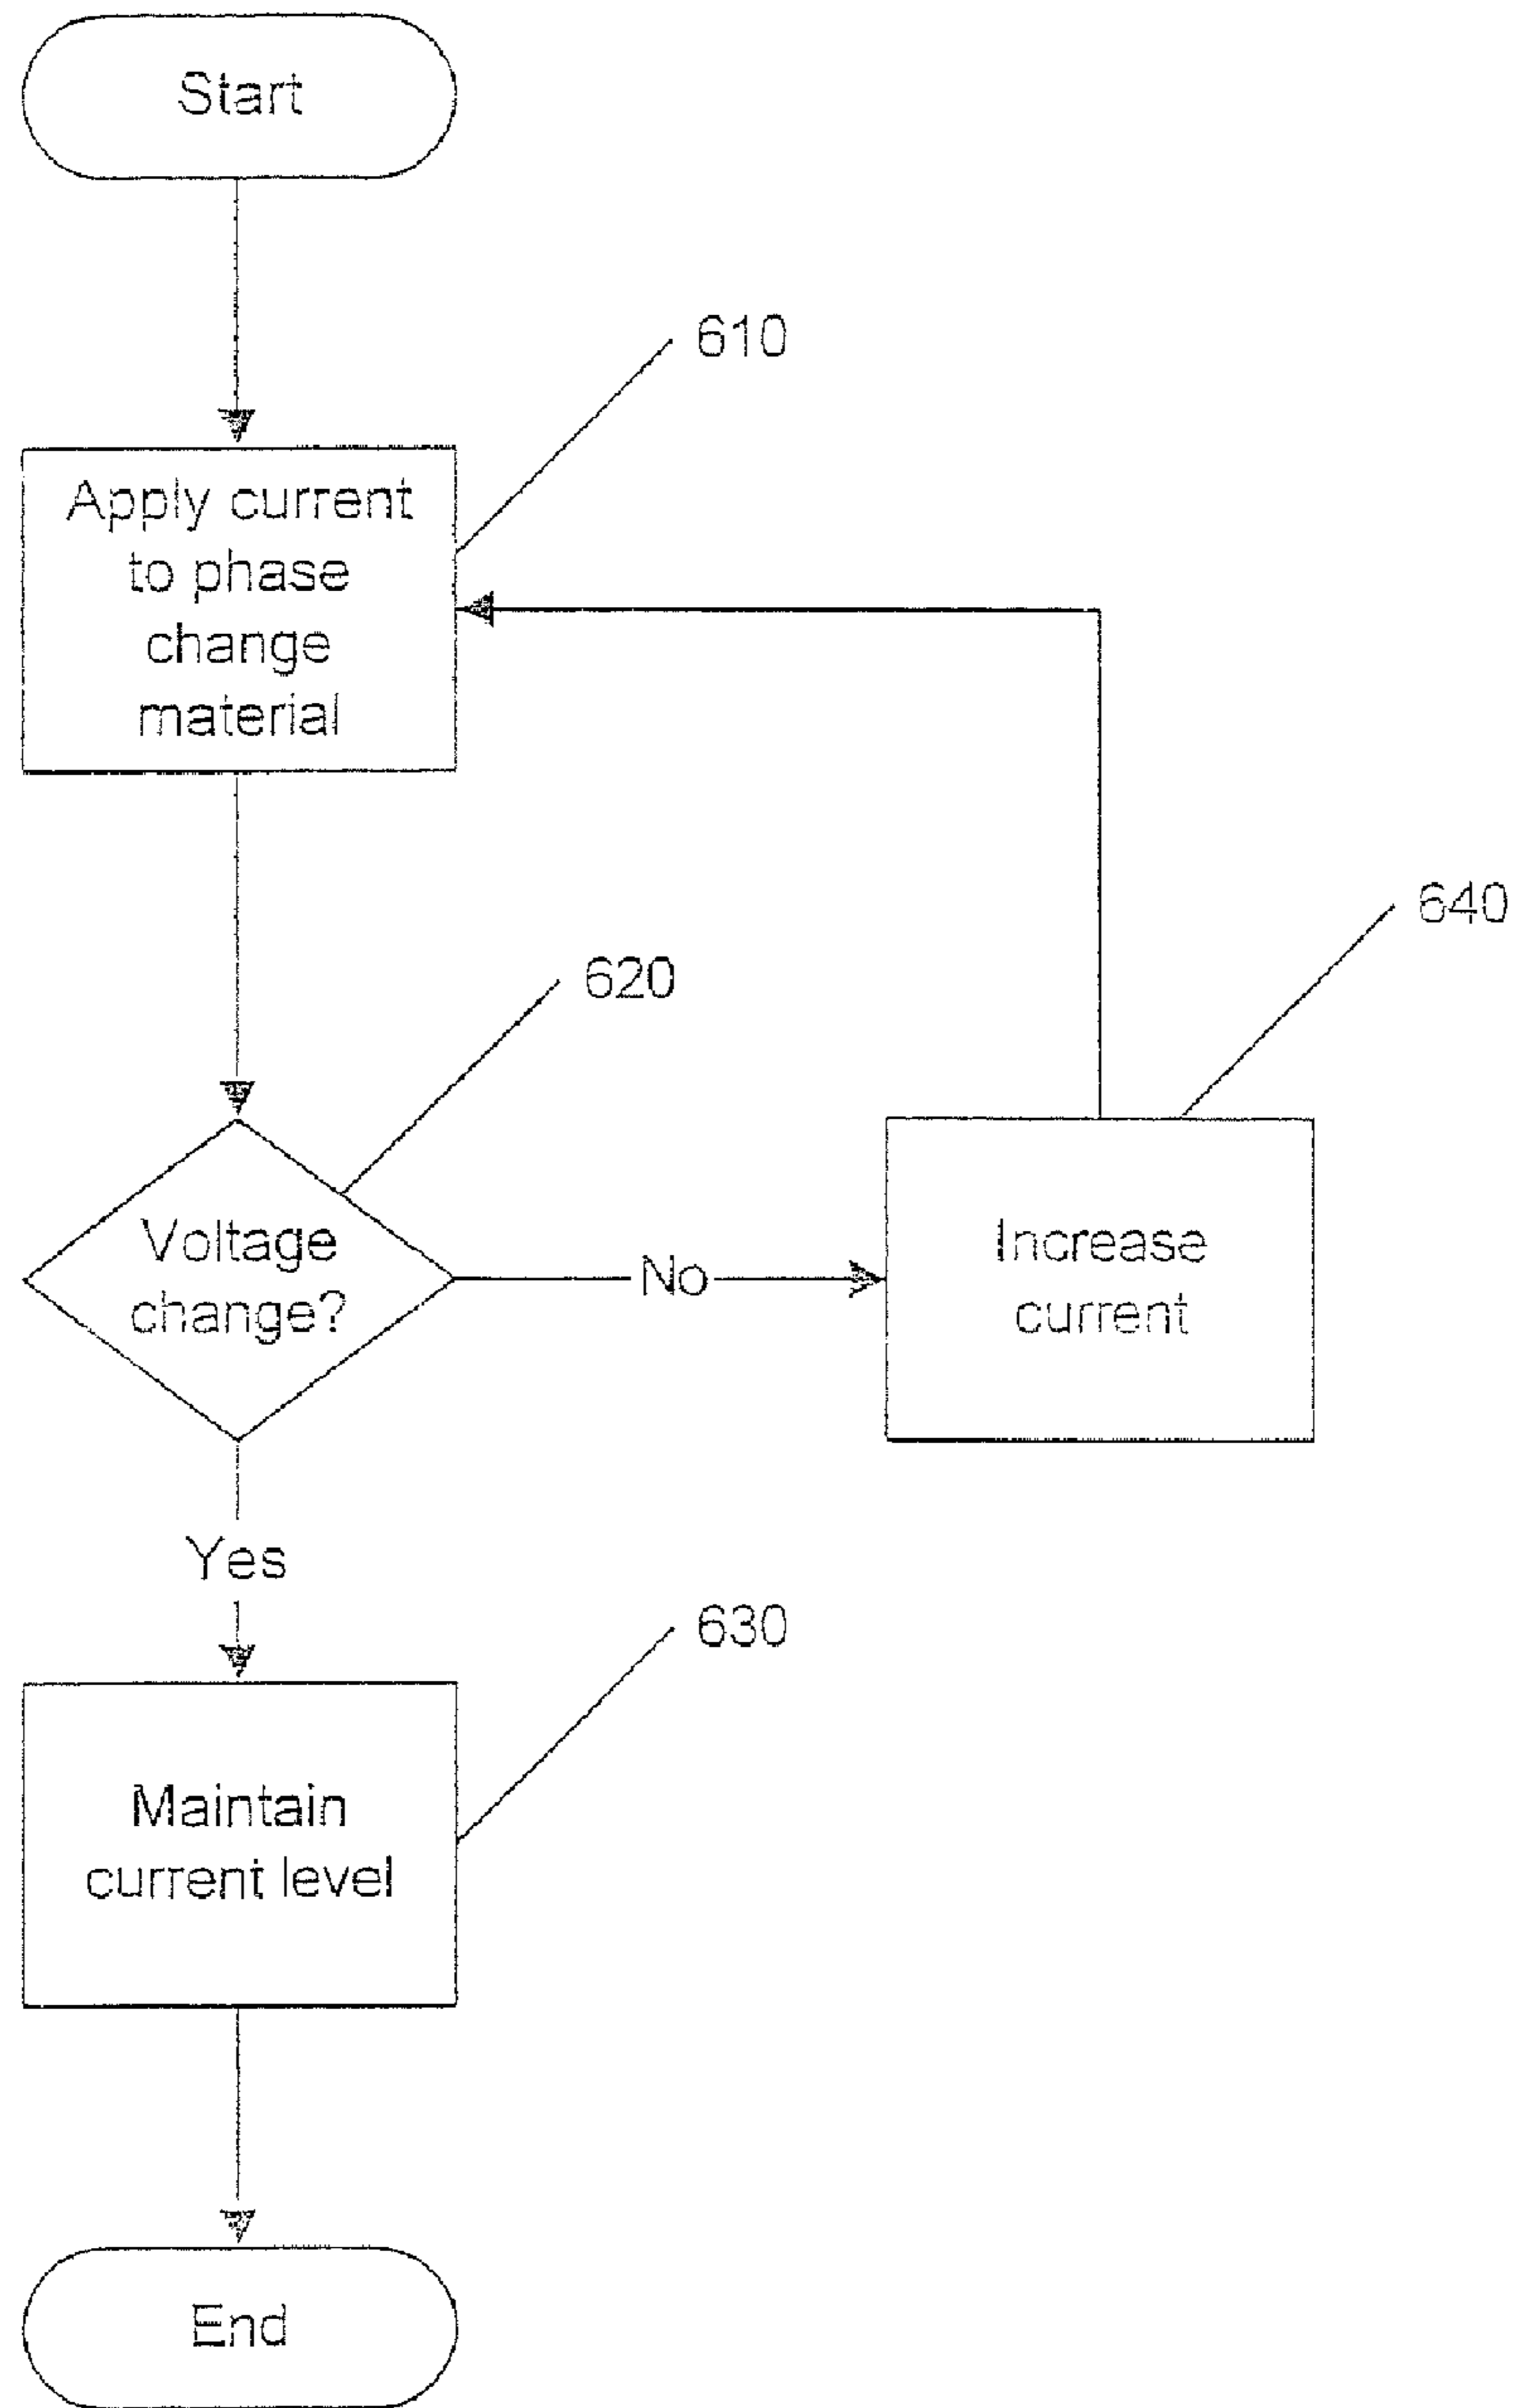 Start
610
Apply current
to phase
change
material
640
620
Voltage
change?
No
Increase
current
Yes
630
Maintain
current level
End